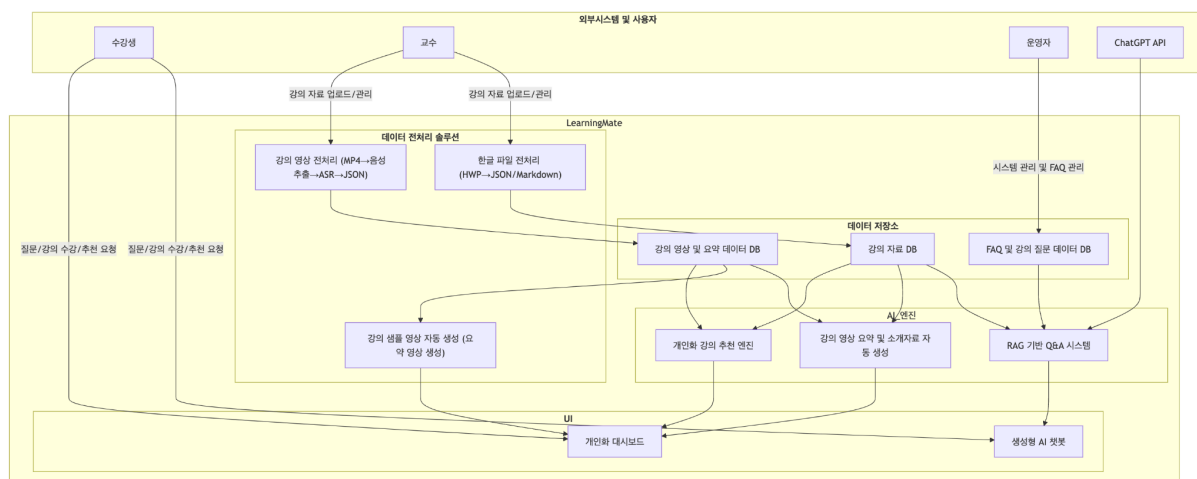 외부시스템 및 사용자
수강생
교수
운영자
ChatGPT API
강의 자료 업로드/관리
강의 자료 업로드/관리
LearningMate
데이터 전처리 솔루션
강의 영상 전처리 (MP4→음성
추출→ASR→JSON)
한글 파일 전처리
(HWP→JSON/Markdown)
시스템 관리 및 FAQ 관리
데이터 저장소
질문/강의 수강/추천 요청
질문/강의 수강/추천 요청
강의 영상 및 요약 데이터 DB
강의 자료 DB
FAQ 및 강의 질문 데이터 DB
AI 엔진
강의 샘플 영상 자동 생성 (요
약 영상 생성)
개인화 강의 추천 엔진
강의 영상 요약 및 소개자료 자
동 생성
RAG 기반 Q&A 시스템
UI
개인화 대시보드
생성형 AI 챗봇